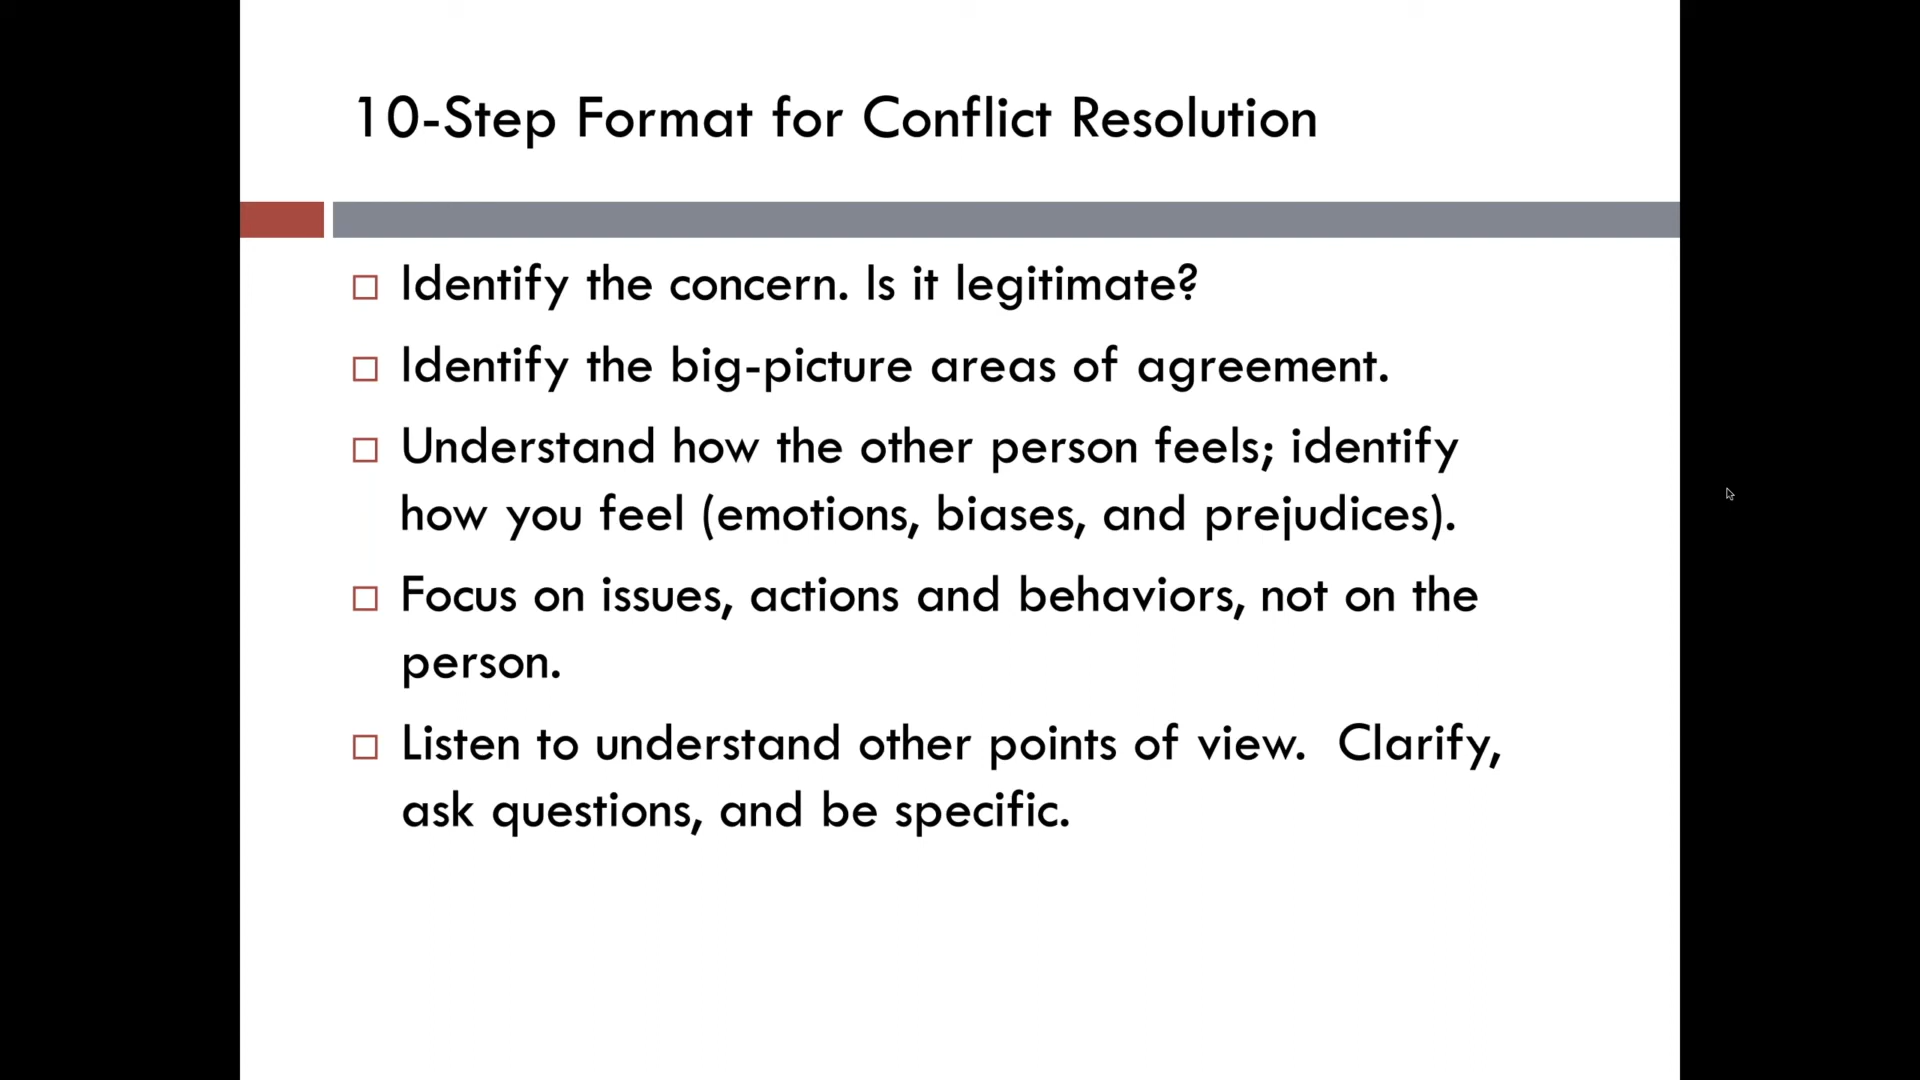 10-Step Format for Conflict Resolution
Identify the concern. Is it legitimate?
Identify the big-picture areas of agreement.
Understand how the other person feels; identify
how you feel (emotions, biases, and prejudices).
Focus on issues, actions and behaviors, not on the
person.
Listen to understand other points of view.  Clarify,
ask questions, and be specific.